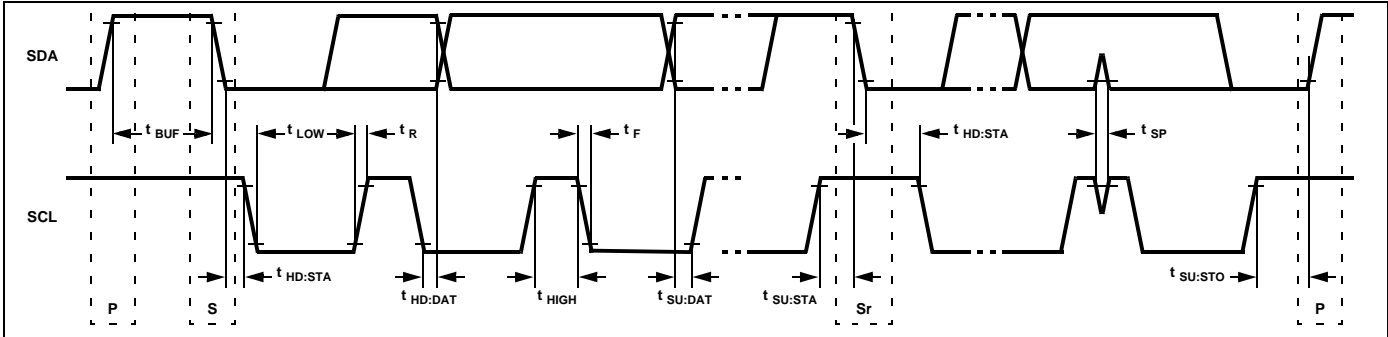 SDA
t BUF
t LOW
t R
t F
t HD:STA
t SP
SCL
t HD:STA
t HD:DAT
t HIGH
t SU:DAT
t SU:STA
t SU:STO
P
S
Sr
P